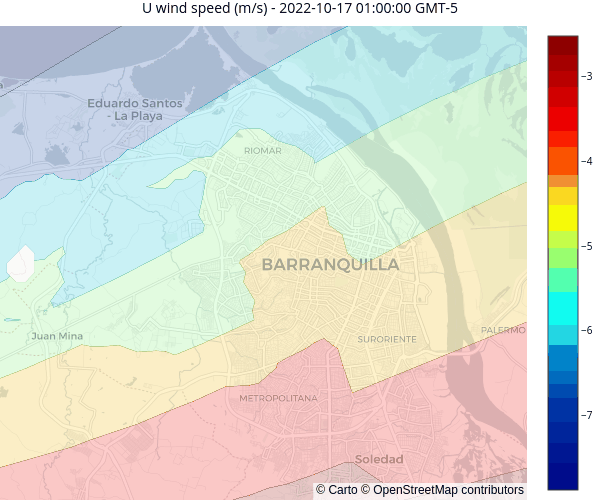 U wind speed (m/s) - 2022-10-17 01:00:00 GMT-5
−3
Eduardo Santos
- La Playa
RIOMAR
−4
−5
BARRANQUILLA
−6
PALERMO
Juan Mina
SURORIENTE
METROPOLITANA
−7
Soledad
© Carto © OpenStreetMap contributors